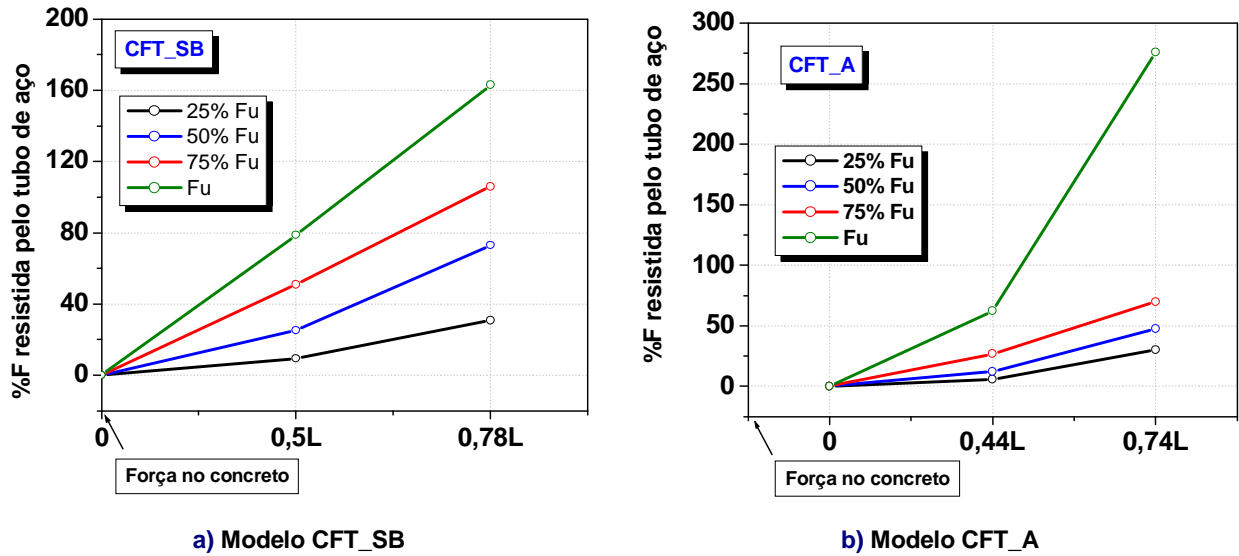 %F resistida pelo tubo de aço
200
160
120
80
40
0
CFT_SB
25% Fu
50% Fu
75% Fu
Fu
0
0,5L
0,78L
Força no concreto
a) Modelo CFT_SB
%F resistida pelo tubo de aço
300
250
200
150
100
50
0
CFT_A
25% Fu
50% Fu
75% Fu
Fu
0
0,44L
0,74L
Força no concreto
b) Modelo CFT_A